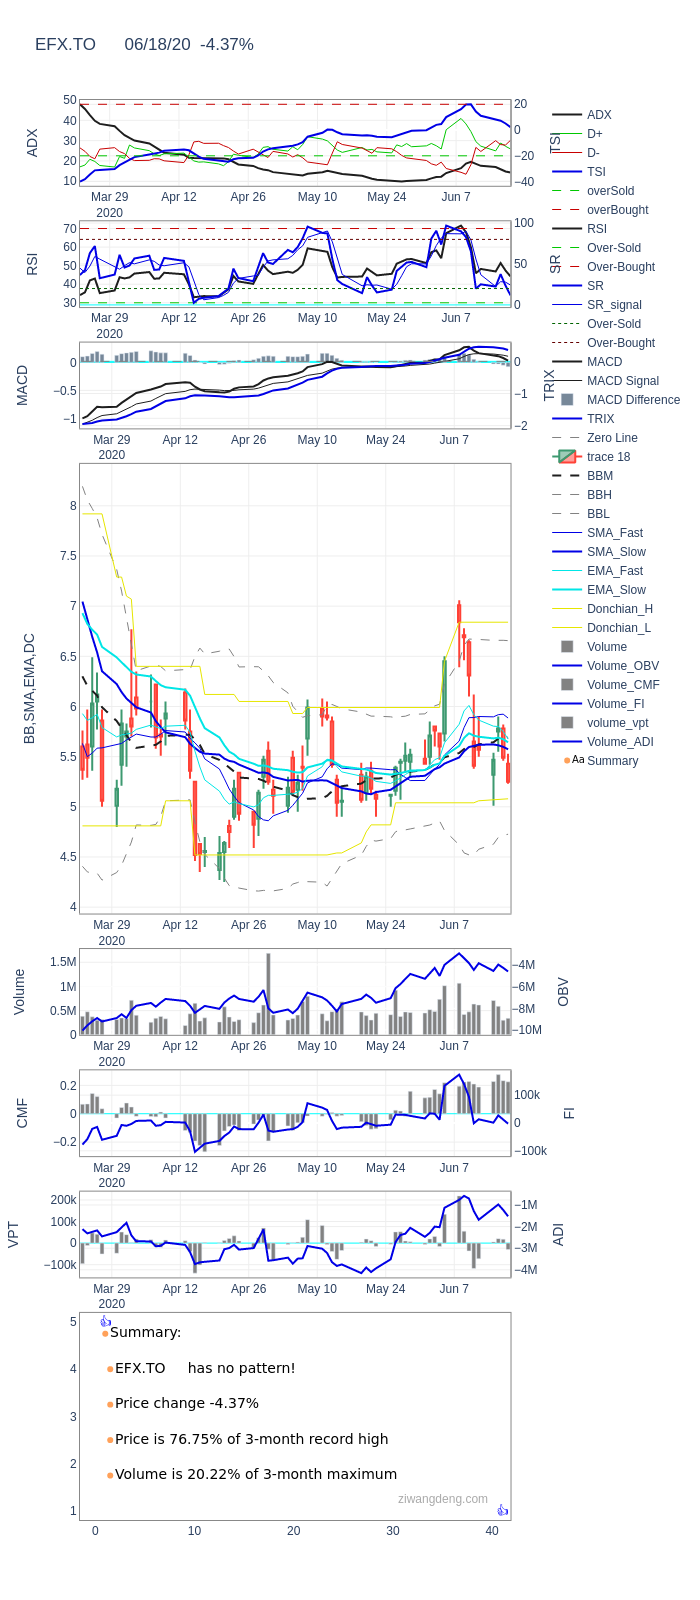 EFX.TO 06/18/20 -4.37%
50
40
30
20
10
ADX
20
0
−20
−40
TSI
Mar 29 Apr 12 Apr 26 May 10 May 24 Jun 7
2020
70
60
50
40
30
RSI
100
50
0
SR
Mar 29 Apr 12 Apr 26 May 10 May 24 Jun 7
2020
0
−0.5
−1
MACD
0
−1
−2
TRIX
Mar 29 Apr 12 Apr 26 May 10 May 24 Jun 7
2020
8
7.5
7
6.5
6
5.5
5
4.5
4
BB,SMA,EMA,DC
Mar 29 Apr 12 Apr 26 May 10 May 24 Jun 7
2020
1.5M
1M
0.5M
0
Volume
−4M
−6M
−8M
−10M
OBV
Mar 29 Apr 12 Apr 26 May 10 May 24 Jun 7
2020
0.2
0
−0.2
CMF
100k
0
−100k
FI
Mar 29 Apr 12 Apr 26 May 10 May 24 Jun 7
2020
200k
100k
0
−100k
VPT
−1M
−2M
−3M
−4M
ADI
Mar 29 Apr 12 Apr 26 May 10 May 24 Jun 7
2020
5
4
3
2
1
Summary:
EFX.TO has no pattern!
Price change -4.37%
Price is 76.75% of 3-month record high
Volume is 20.22% of 3-month maximum
ziwangdeng.com
0 10 20 30 40
ADX
D+
D-
TSI
overSold
overBought
RSI
Over-Sold
Over-Bought
SR
SR_signal
Over-Sold
Over-Bought
MACD
MACD Signal
MACD Difference
TRIX
Zero Line
trace 18
BBM
BBH
BBL
SMA_Fast
SMA_Slow
EMA_Fast
EMA_Slow
Donchian_H
Donchian_L
Volume
Volume_OBV
Volume_CMF
Volume_FI
volume_vpt
Volume_ADI
Aa Summary